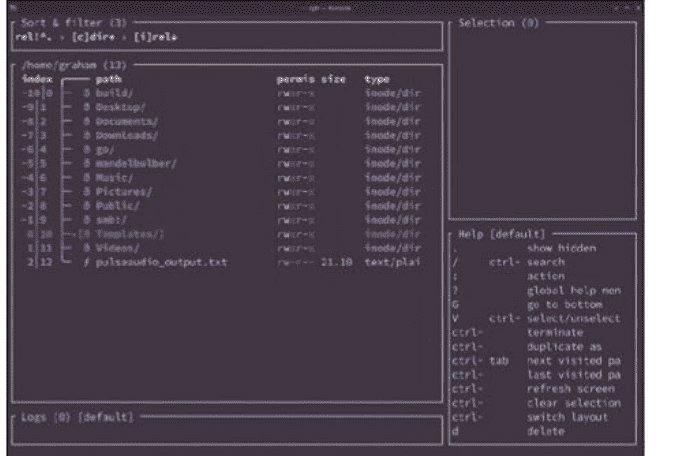 xplr — Konsole
Sort & filter (3)
rel!^. › [c]dir↓ › [i]rel↓
/home/graham (13)
index path permis size type
-10|0 ð build/ rwxr-x inode/dir
-9|1 ð Desktop/ rwxr-x inode/dir
-8|2 ð Documents/ rwxr-x inode/dir
-7|3 ð Downloads/ rwxr-x inode/dir
-6|4 ð go/ rwxr-x inode/dir
-5|5 ð mandelbulber/ rwxr-x inode/dir
-4|6 ð Music/ rwxr-x inode/dir
-3|7 ð Pictures/ rwxr-x inode/dir
-2|8 ð Public/ rwxr-x inode/dir
-1|9 ð smb:/ rwxr-x inode/dir
0|10 ▸[ð Templates/] rwxr-x inode/dir
1|11 ð Videos/ rwxr-x inode/dir
2|12 ƒ pulseaudio_output.txt rw-r-- 21.10 text/plai
Logs (0) [default]
Selection (0)
Help [default]
. show hidden
/ ctrl- search
: action
? global help men
G go to bottom
V ctrl- select/unselect
ctrl- terminate
ctrl- duplicate as
ctrl- tab next visited pa
ctrl- last visited pa
ctrl- refresh screen
ctrl- clear selection
ctrl- switch layout
d delete